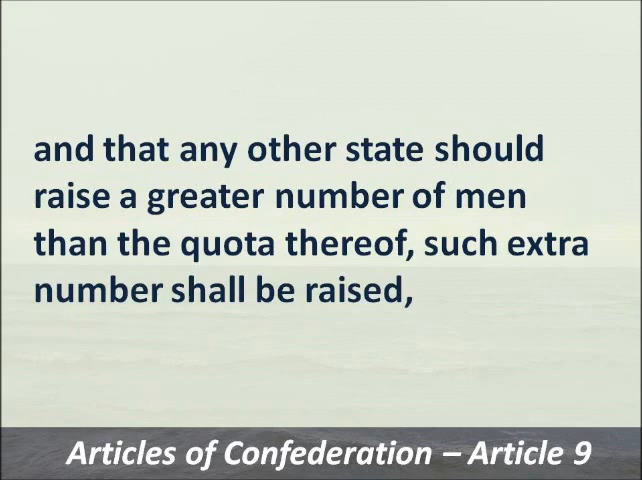 and that any other state should
raise a greater number of men
than the quota thereof, such extra
number shall be raised,
Articles of Confederation – Article 9